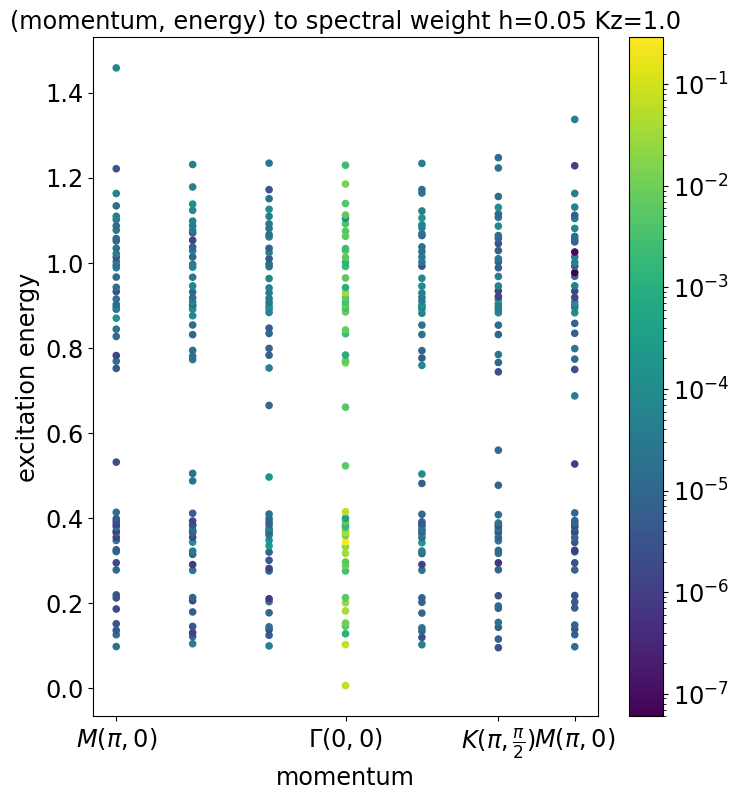 (momentum, energy) to spectral weight h=0.05 Kz=1.0
excitation energy
1.4
1.2
1.0
0.8
0.6
0.4
0.2
0.0
M(π, 0)
Γ(0, 0)
K(π, π/2)
M(π, 0)
momentum
10⁻¹
10⁻²
10⁻³
10⁻⁴
10⁻⁵
10⁻⁶
10⁻⁷